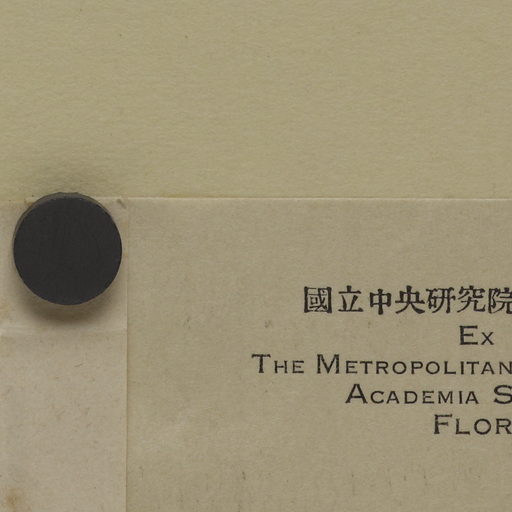 國立中央研究院
Ex
The Metropolitan
Academia S
Flor